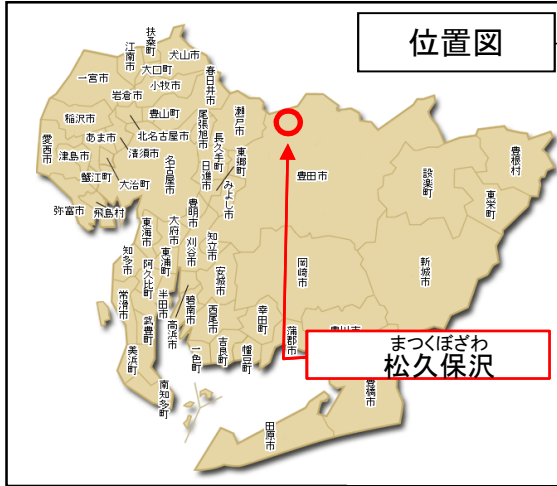 位置図
扶桑町
犬山市
江南市
大口町
一宮市
小牧市
春日井市
岩倉市
瀬戸市
稲沢市
豊山町
尾張旭市
長久手町
北名古屋市
あま市
愛西市
津島市
清須市
名古屋市
日進市
東郷町
豊田市
設楽町
豊根村
東栄町
蟹江町
大治町
みよし市
弥富市
飛島村
豊明市
大府市
東海市
刈谷市
知立市
知多市
東浦町
阿久比町
安城市
岡崎市
新城市
常滑市
半田市
碧南市
高浜市
西尾市
幸田町
武豊町
蒲郡市
美浜町
一色町
吉良町
幡豆町
まつくぼざわ
松久保沢
南知多町
豊橋市
田原市